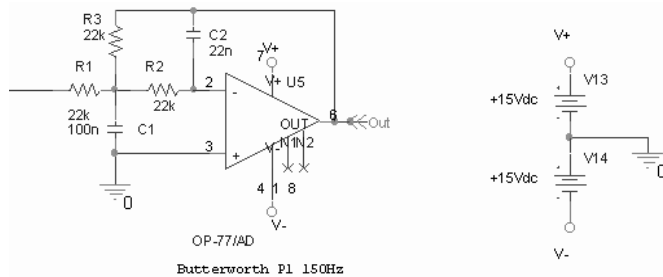 R3
22k
C2
22n
V+
7
V+
U5
R1
R2
2
-
22k
22k
100n
C1
OUT
6
Out
3
+
V-
N1
N2
4
1
8
0
V-
OP-77/AD
Butterworth P1 150Hz
V+
V13
+15Vdc
-
0
V14
+15Vdc
-
V-